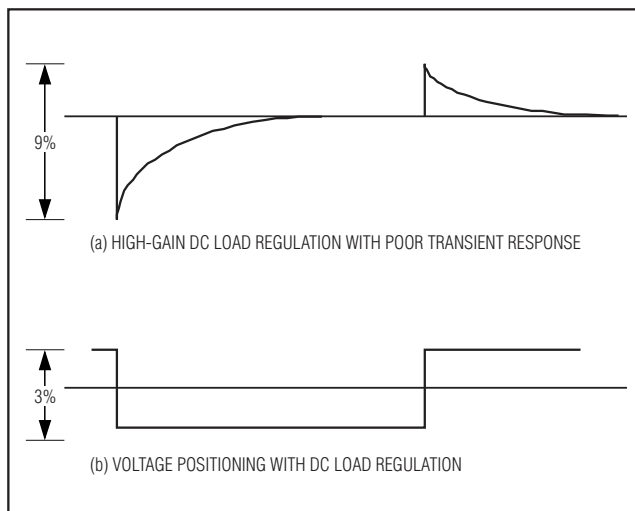 9%
(a) HIGH-GAIN DC LOAD REGULATION WITH POOR TRANSIENT RESPONSE
3%
(b) VOLTAGE POSITIONING WITH DC LOAD REGULATION